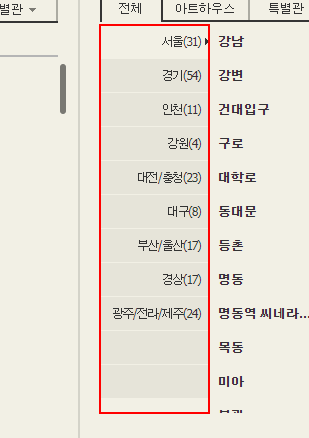 별관
전체 아트하우스 특별관
서울(31) 강남
경기(54) 강변
인천(11) 건대입구
강원(4) 구로
대전/충청(23) 대학로
대구(8) 동대문
부산/울산(17) 등촌
경상(17) 명동
광주/전라/제주(24) 명동역 씨네라...
목동
미아